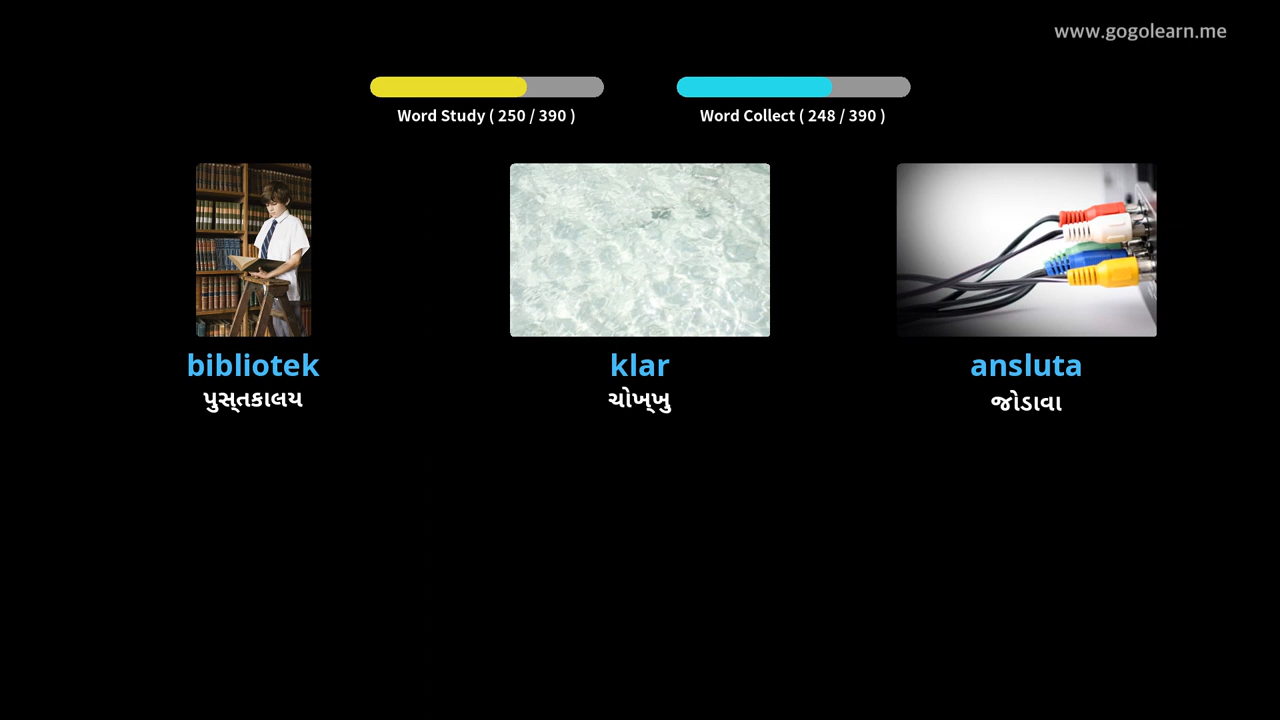 www.gogolearn.me
Word Study ( 250 / 390 )
Word Collect ( 248 / 390 )
bibliotek
પુસ્તકાલય
klar
ચોખ્ખુ
ansluta
જોડાવા